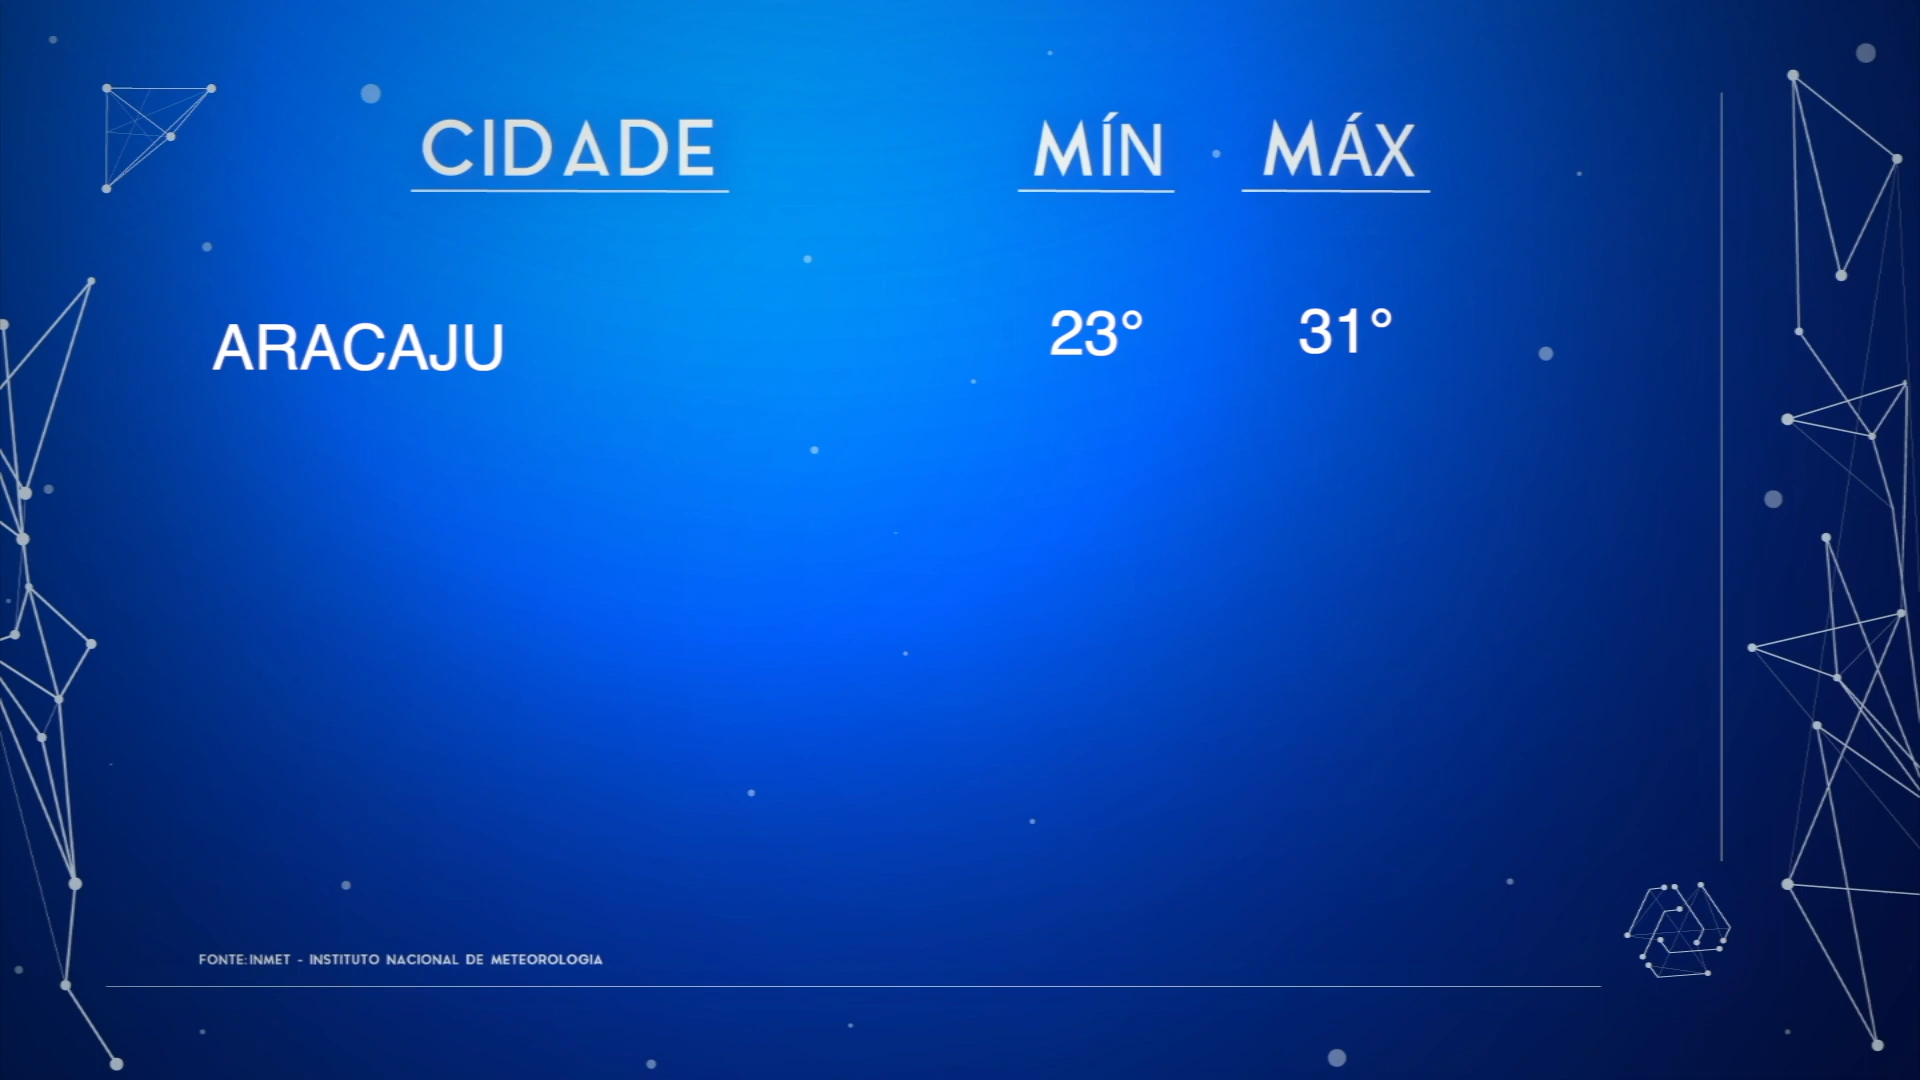 CIDADE MÍN MÁX
ARACAJU 23° 31°
FONTE: INMET - INSTITUTO NACIONAL DE METEOROLOGIA